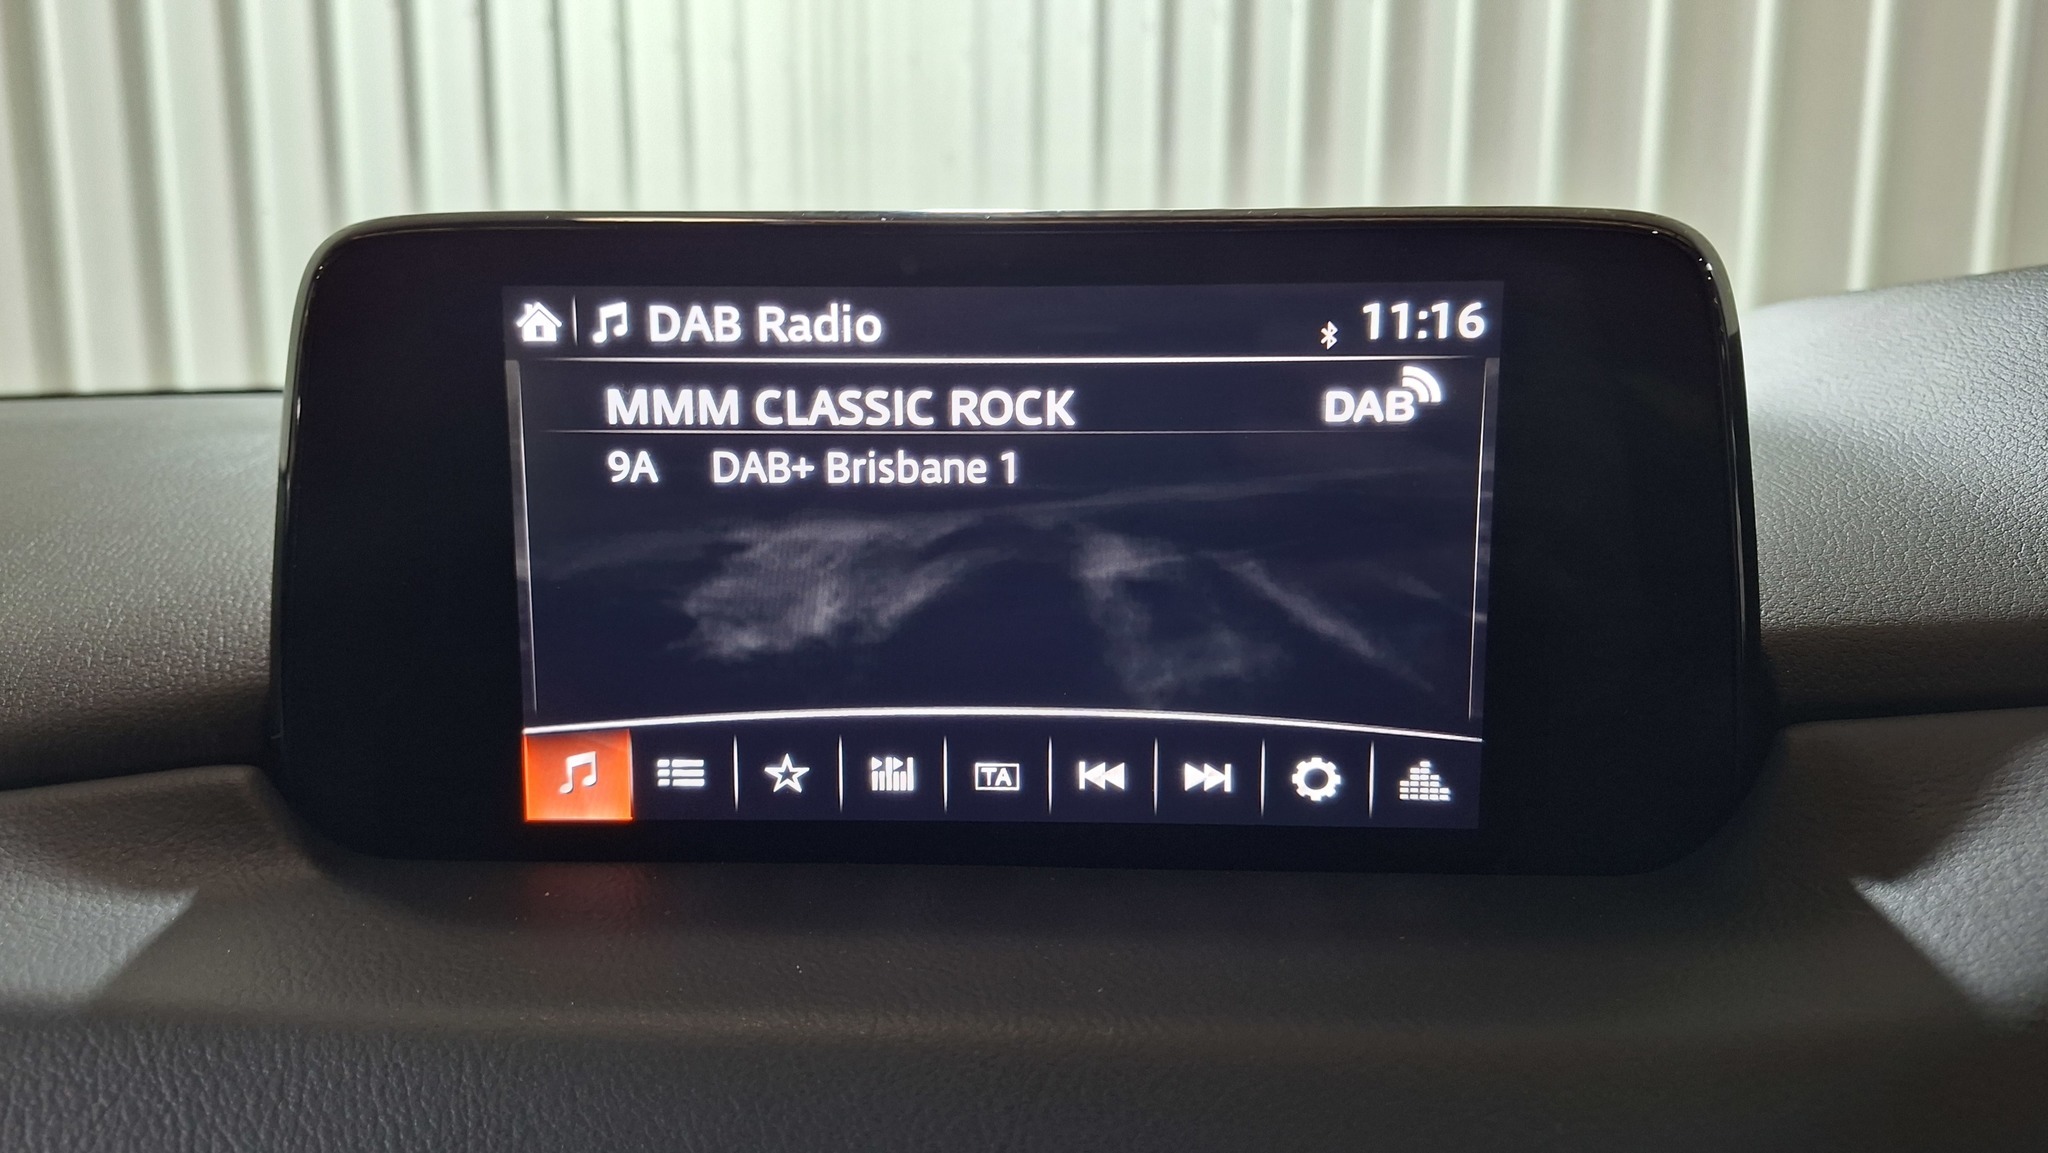 DAB Radio 11:16
MMM CLASSIC ROCK DAB
9A DAB+ Brisbane 1
TA